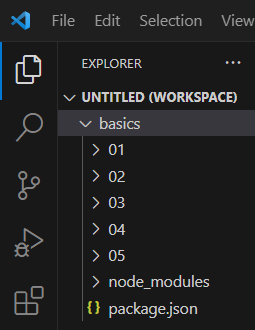 File Edit Selection View
EXPLORER
UNTITLED (WORKSPACE)
basics
01
02
03
04
05
node_modules
{} package.json